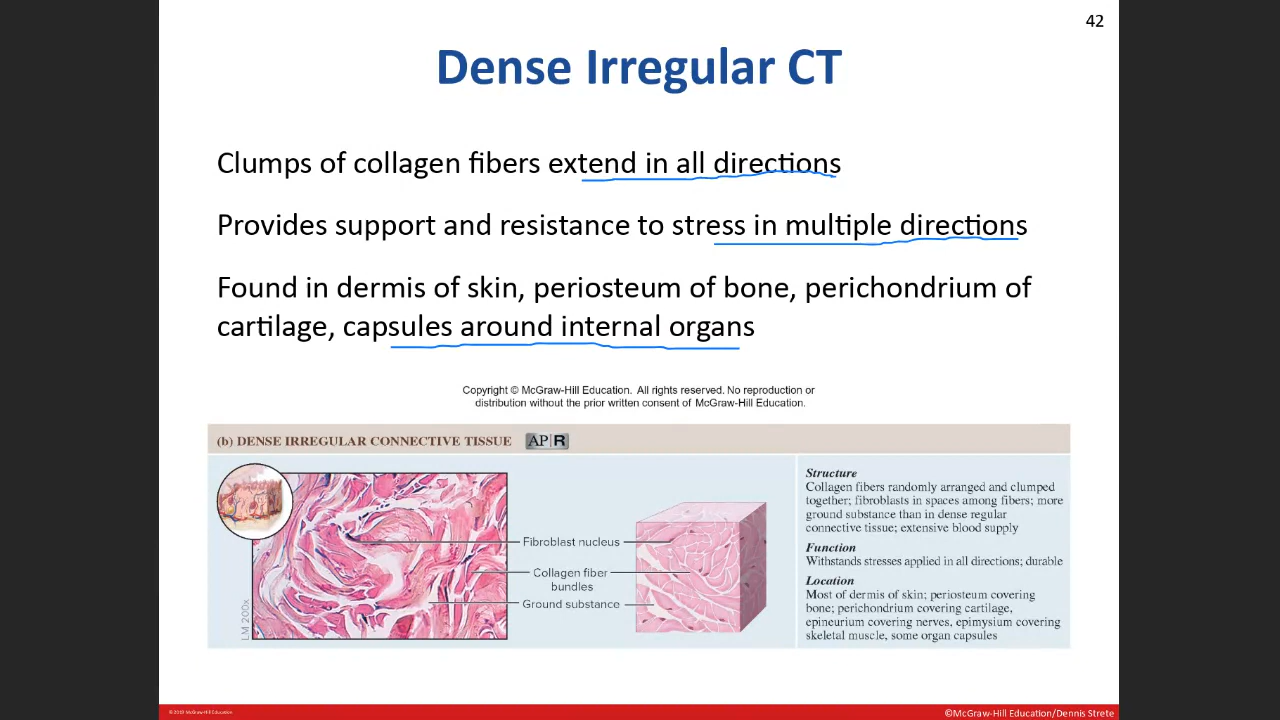 42
Dense Irregular CT
Clumps of collagen fibers extend in all directions
Provides support and resistance to stress in multiple directions
Found in dermis of skin, periosteum of bone, perichondrium of
cartilage, capsules around internal organs
Copyright © McGraw-Hill Education. All rights reserved. No reproduction or
distribution without the prior written consent of McGraw-Hill Education.
(b) DENSE IRREGULAR CONNECTIVE TISSUE AP|R
LM 200x
Fibroblast nucleus
Collagen fiber
bundles
Ground substance
Structure
Collagen fibers randomly arranged and clumped
together; fibroblasts in spaces among fibers; more
ground substance than in dense regular
connective tissue; extensive blood supply
Function
Withstands stresses applied in all directions; durable
Location
Most of dermis of skin; periosteum covering
bone; perichondrium covering cartilage,
epineurium covering nerves, epimysium covering
skeletal muscle, some organ capsules
© 2019 McGraw-Hill Education
©McGraw-Hill Education/Dennis Strete